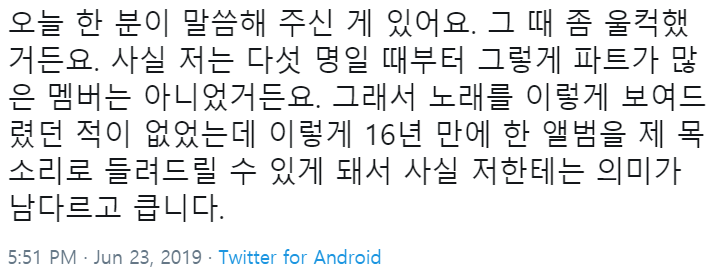 오늘 한 분이 말씀해 주신 게 있어요. 그 때 좀 울컥했
거든요. 사실 저는 다섯 명일 때부터 그렇게 파트가 많
은 멤버는 아니었거든요. 그래서 노래를 이렇게 보여드
렸던 적이 없었는데 이렇게 16년 만에 한 앨범을 제 목
소리로 들려드릴 수 있게 돼서 사실 저한테는 의미가
남다르고 큽니다.
5:51 PM · Jun 23, 2019 · Twitter for Android